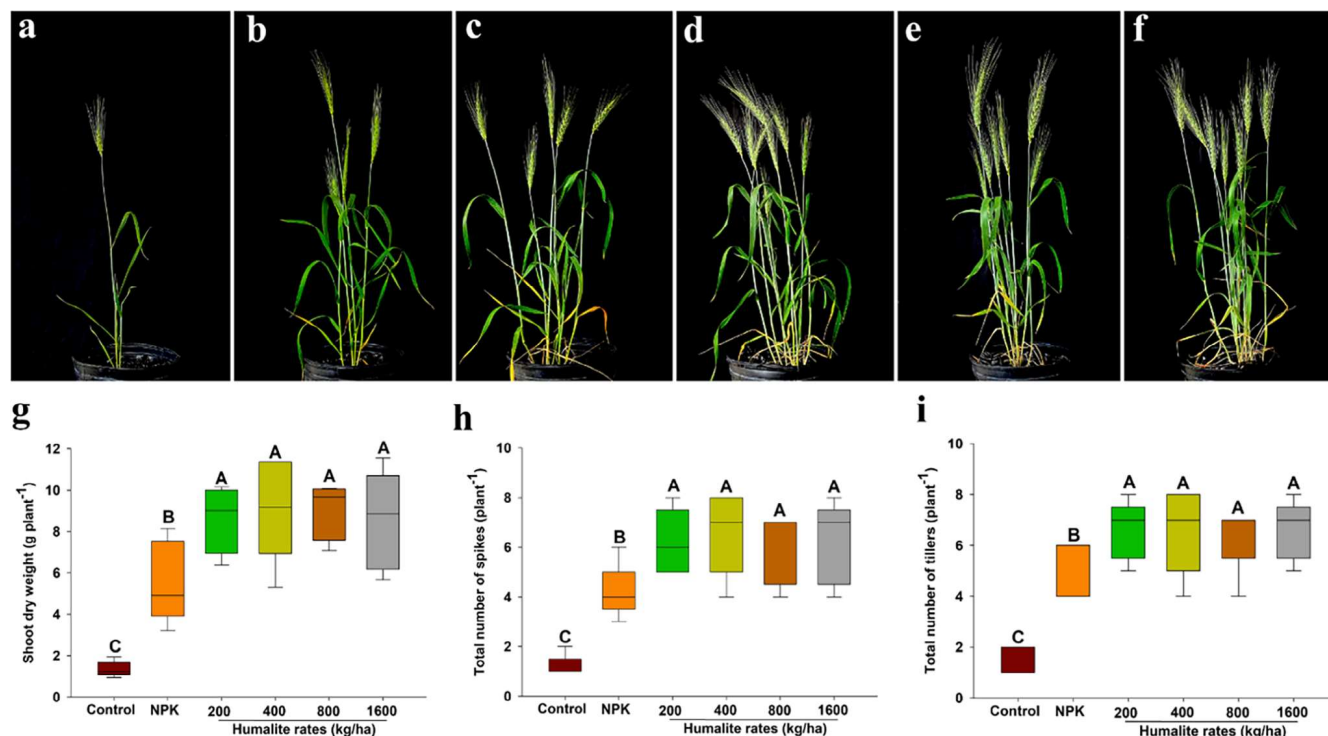 a b c d e f
g
12
10
8
6
4
2
0
Shoot dry weight (g plant⁻¹)
C B A A A A
Control NPK 200 400 800 1600
Humalite rates (kg/ha)
h
10
8
6
4
2
0
Total number of spikes (plant⁻¹)
C B A A A A
Control NPK 200 400 800 1600
Humalite rates (kg/ha)
i
10
8
6
4
2
0
Total number of tillers (plant⁻¹)
C B A A A A
Control NPK 200 400 800 1600
Humalite rates (kg/ha)